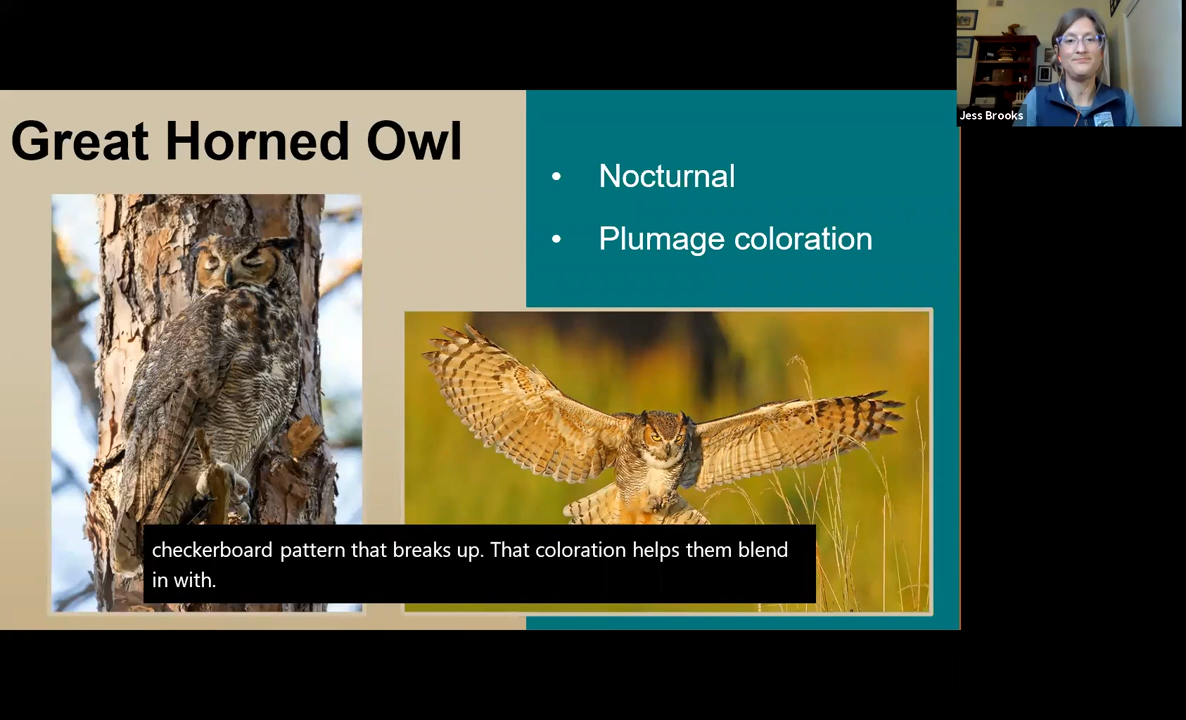 Jess Brooks
Great Horned Owl
• Nocturnal
• Plumage coloration
checkerboard pattern that breaks up. That coloration helps them blend
in with.